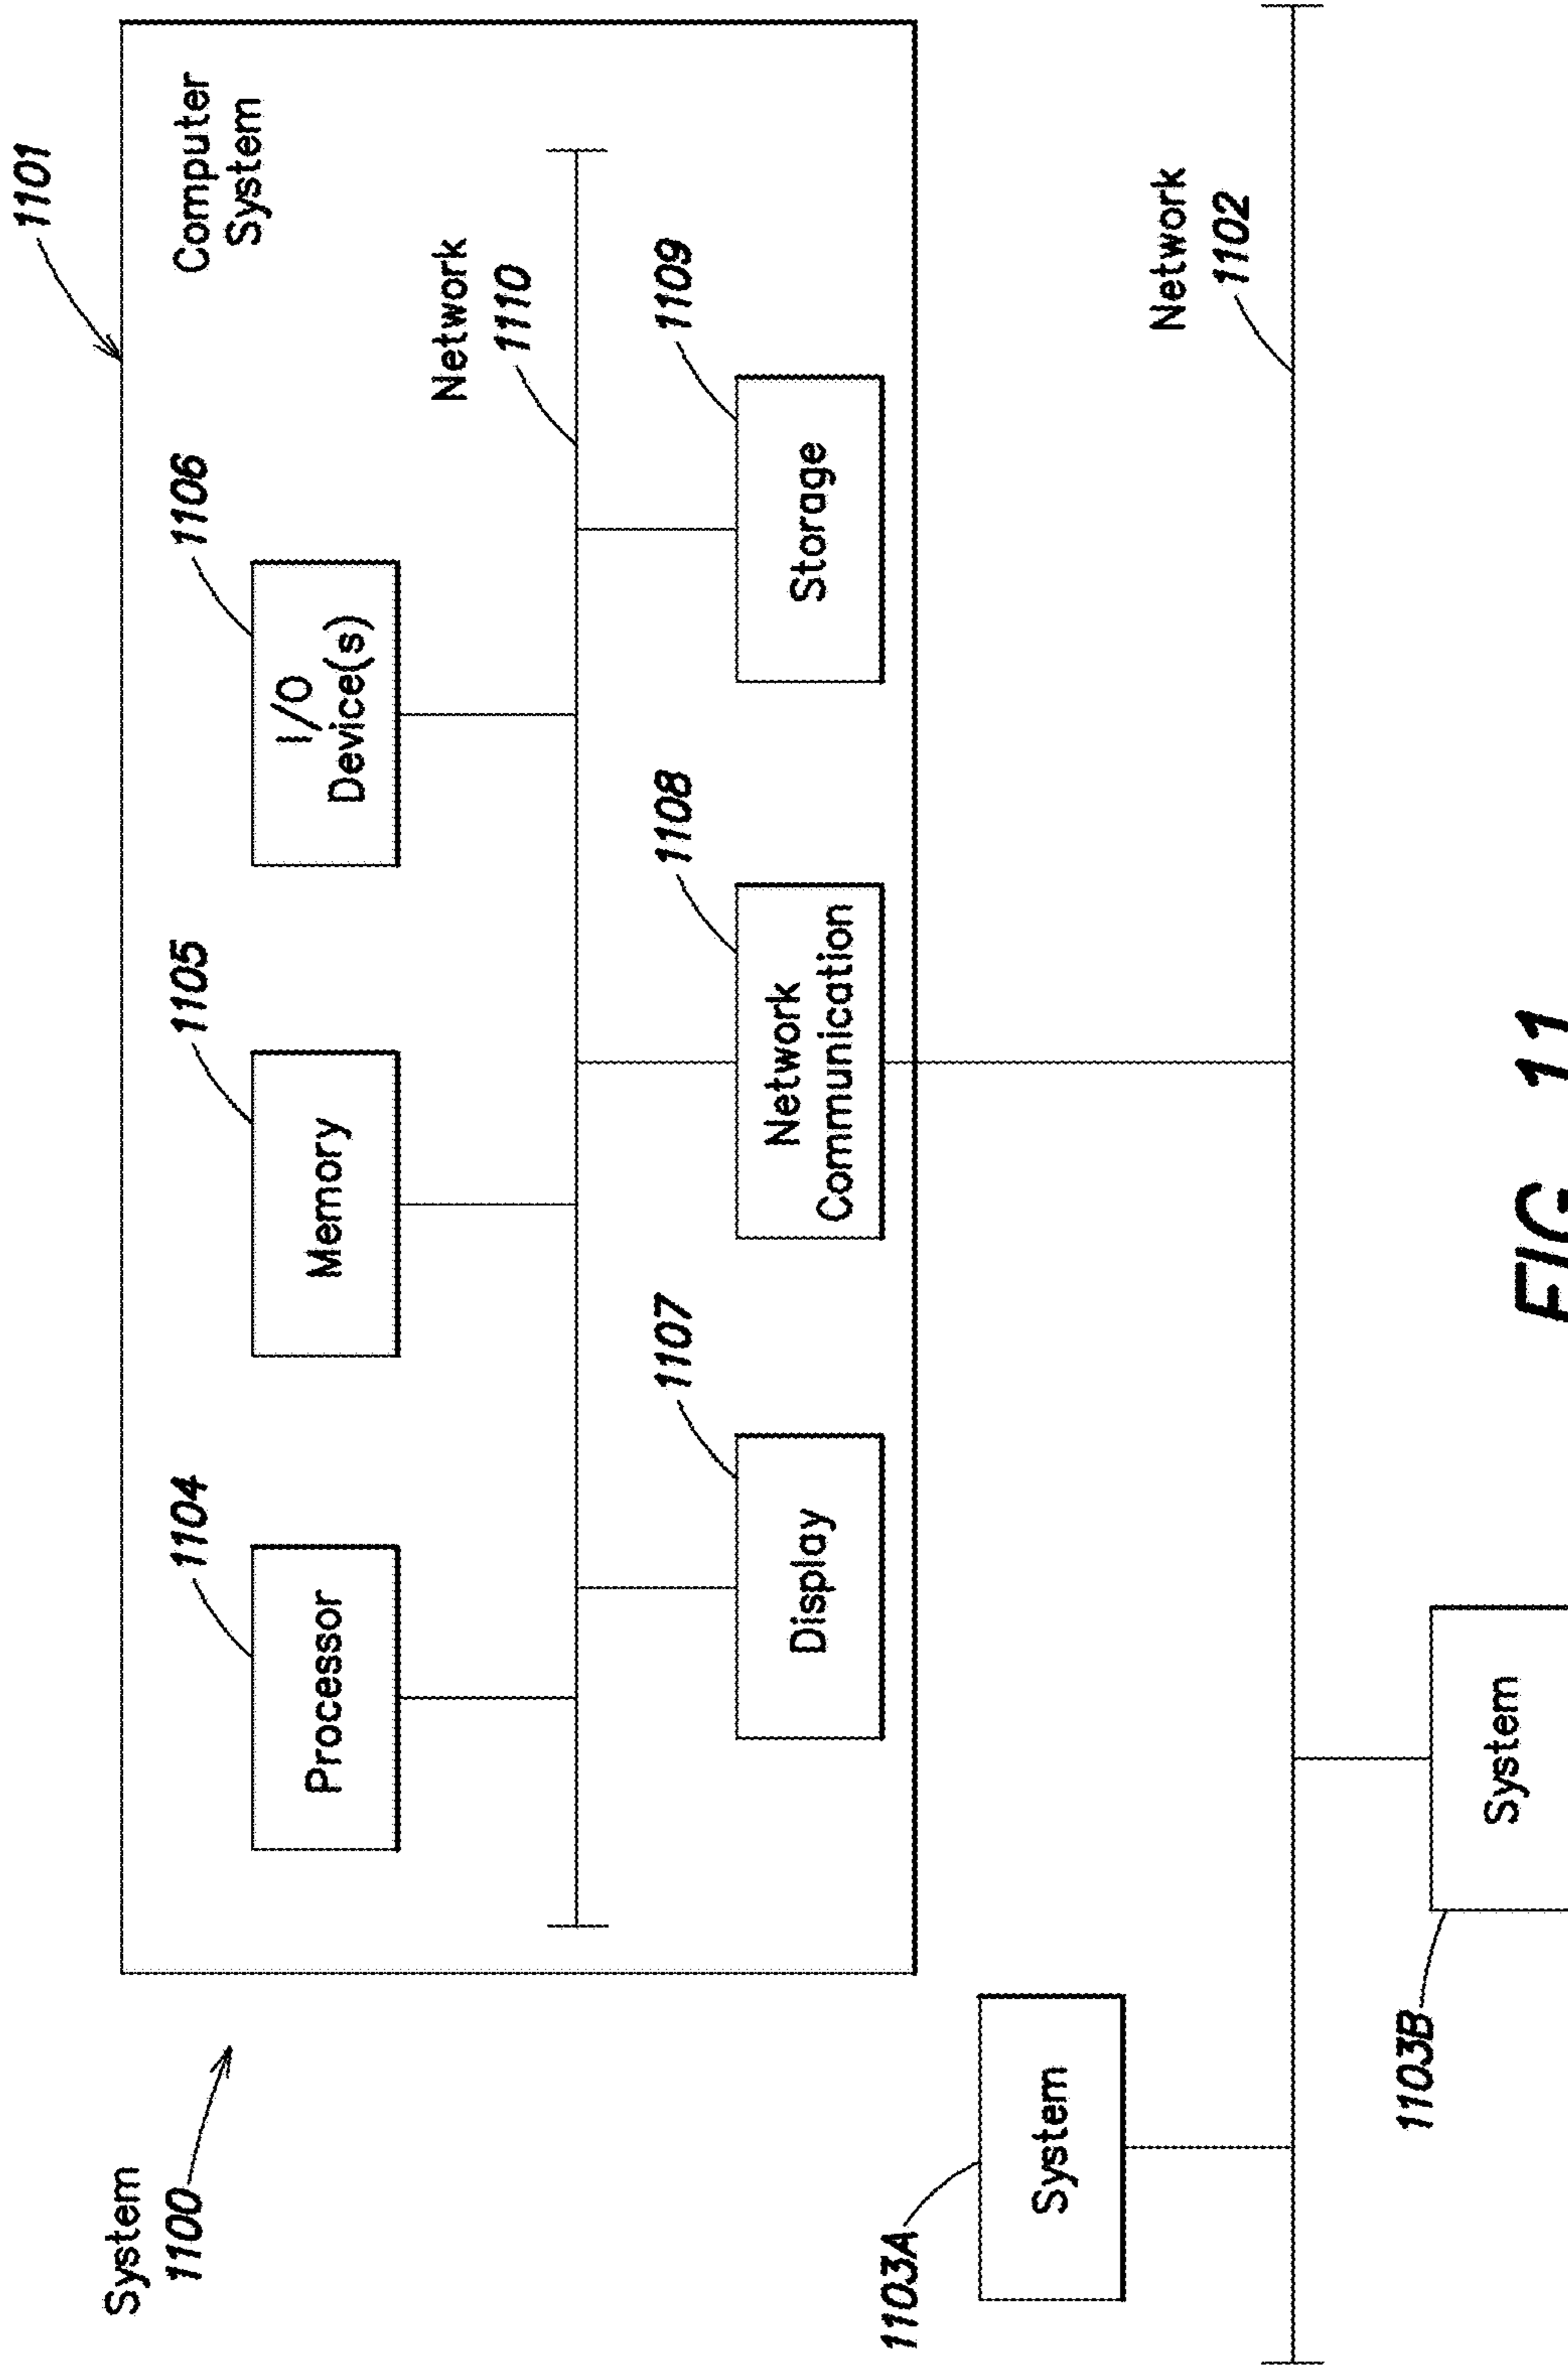 System
1100
1101
Computer
System
1104
Processor
1105
Memory
1106
I/O
Device(s)
Network
1110
1107
Display
1108
Network
Communication
1109
Storage
1103A
System
Network
1102
1103B
System
FIG. 11